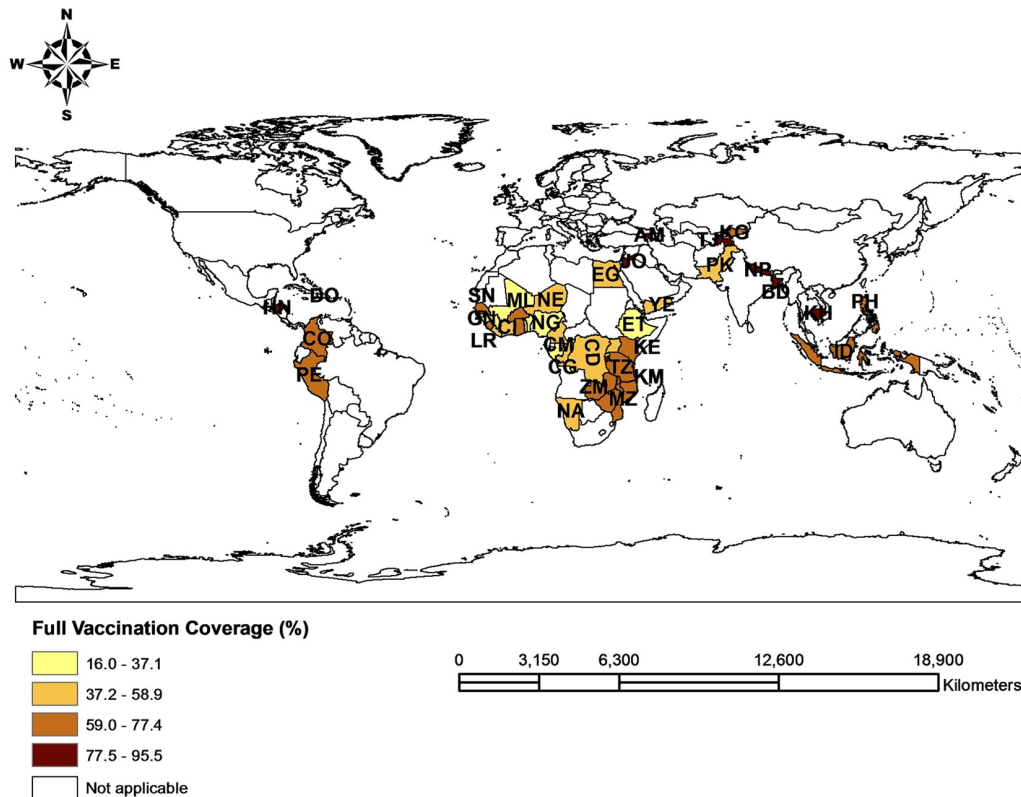 N
W E
S
AM
KG
TJ
JO
PK
EG
NP
BD
HN
DO
SN
ML
NE
YE
PH
GN
CI
NG
ET
KH
LR
CO
CM
CD
KE
ID
CG
TZ
KM
PE
ZM
MZ
NA
Full Vaccination Coverage (%)
16.0 - 37.1
37.2 - 58.9
59.0 - 77.4
77.5 - 95.5
Not applicable
0 3,150 6,300 12,600 18,900
Kilometers